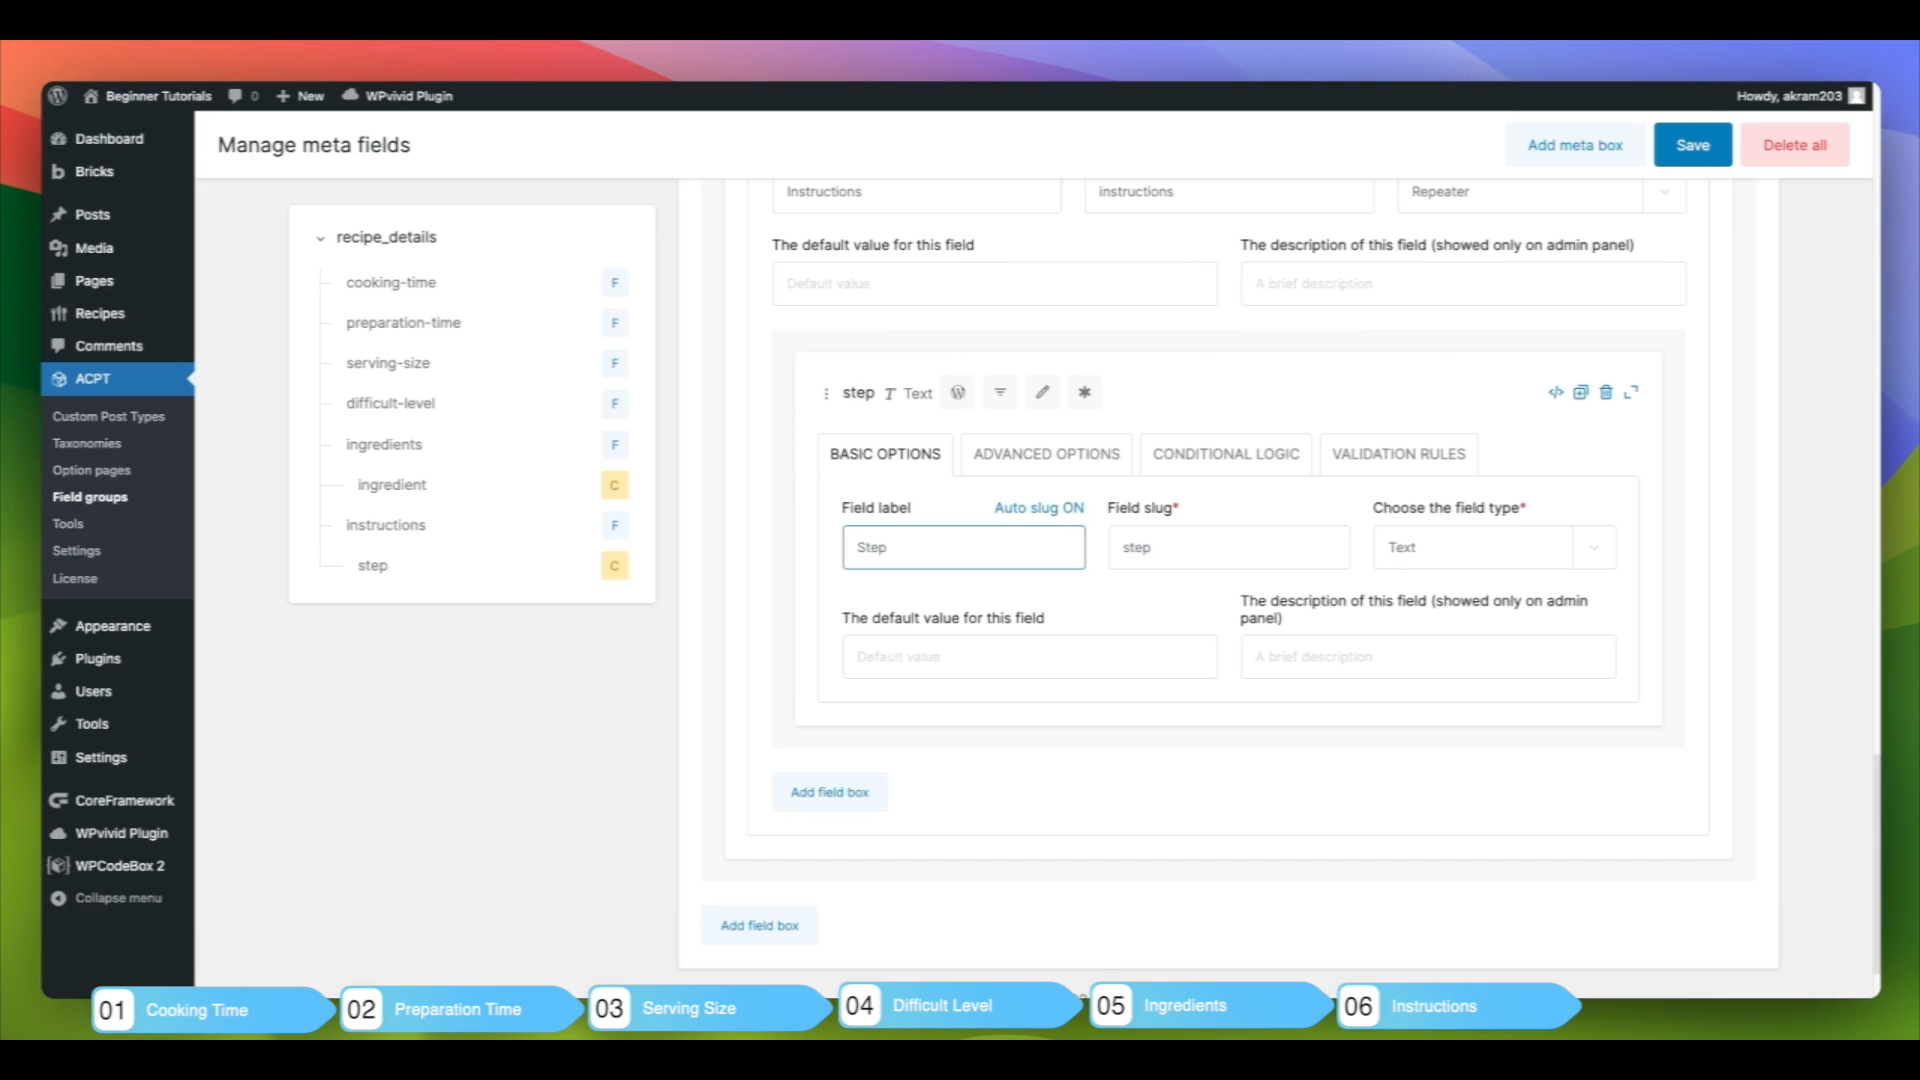 Beginner Tutorials
0
New
WPvivid Plugin
Howdy, akram203
Dashboard
Bricks
Posts
Media
Pages
Recipes
Comments
ACPT
Custom Post Types
Taxonomies
Option pages
Field groups
Tools
Settings
License
Appearance
Plugins
Users
Tools
Settings
CoreFramework
WPvivid Plugin
WPCodeBox 2
Collapse menu
Manage meta fields
Add meta box
Save
Delete all
recipe_details
cooking-time F
preparation-time F
serving-size F
difficult-level F
ingredients F
ingredient C
instructions F
step C
Instructions
instructions
Repeater
The default value for this field
The description of this field (showed only on admin panel)
Default value
A brief description
step T Text
BASIC OPTIONS
ADVANCED OPTIONS
CONDITIONAL LOGIC
VALIDATION RULES
Field label
Auto slug ON
Field slug*
Choose the field type*
Step
step
Text
The default value for this field
The description of this field (showed only on admin
panel)
Default value
A brief description
Add field box
Add field box
01 Cooking Time
02 Preparation Time
03 Serving Size
04 Difficult Level
05 Ingredients
06 Instructions